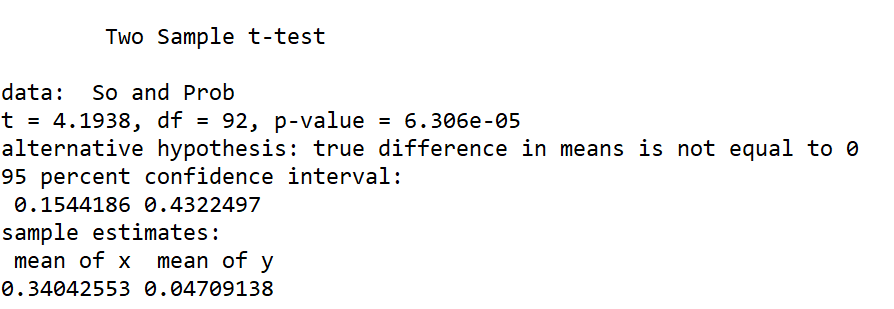 Two Sample t-test
data:  So and Prob
t = 4.1938, df = 92, p-value = 6.306e-05
alternative hypothesis: true difference in means is not equal to 0
95 percent confidence interval:
 0.1544186 0.4322497
sample estimates:
 mean of x  mean of y
0.34042553 0.04709138